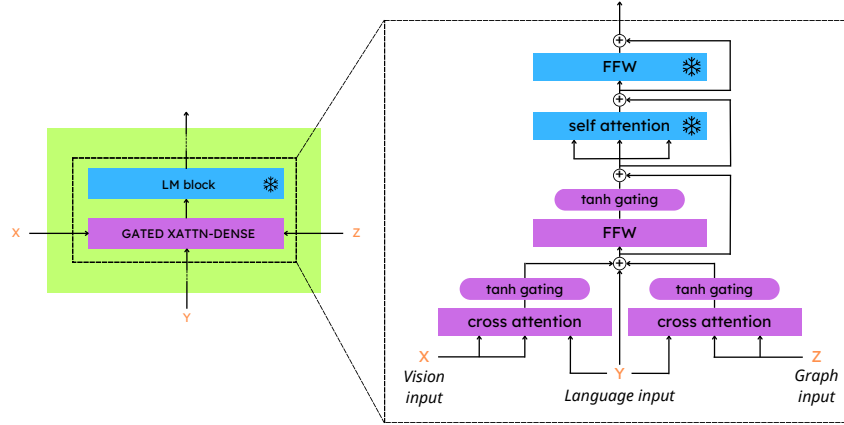 LM block
X
GATED XATTN-DENSE
Z
Y
FFW
self attention
tanh gating
FFW
tanh gating
tanh gating
cross attention
cross attention
X
Y
Z
Vision
input
Language input
Graph
input